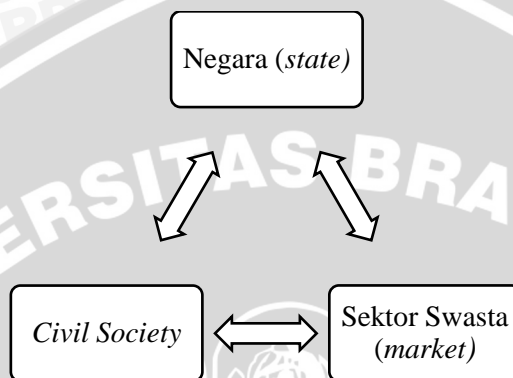 Negara (state)
ERSITAS BRA
Civil Society
Sektor Swasta
(market)